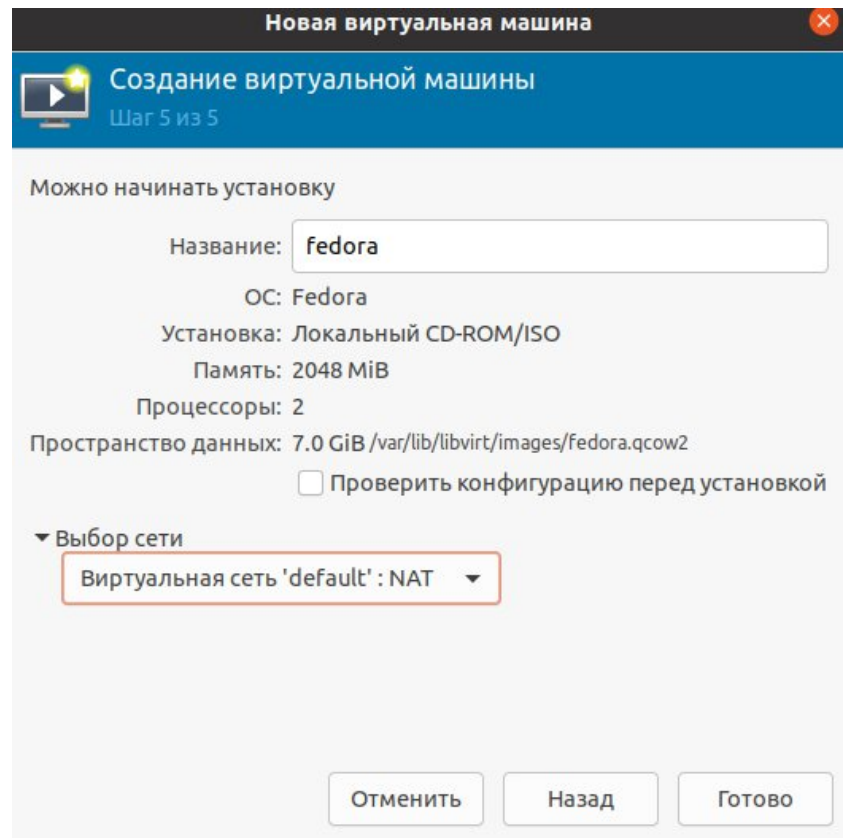 Новая виртуальная машина
Создание виртуальной машины
Шаг 5 из 5
Можно начинать установку
Название: fedora
ОС: Fedora
Установка: Локальный CD-ROM/ISO
Память: 2048 MiB
Процессоры: 2
Пространство данных: 7.0 GiB /var/lib/libvirt/images/fedora.qcow2
Проверить конфигурацию перед установкой
Выбор сети
Виртуальная сеть 'default' : NAT
Отменить Назад Готово